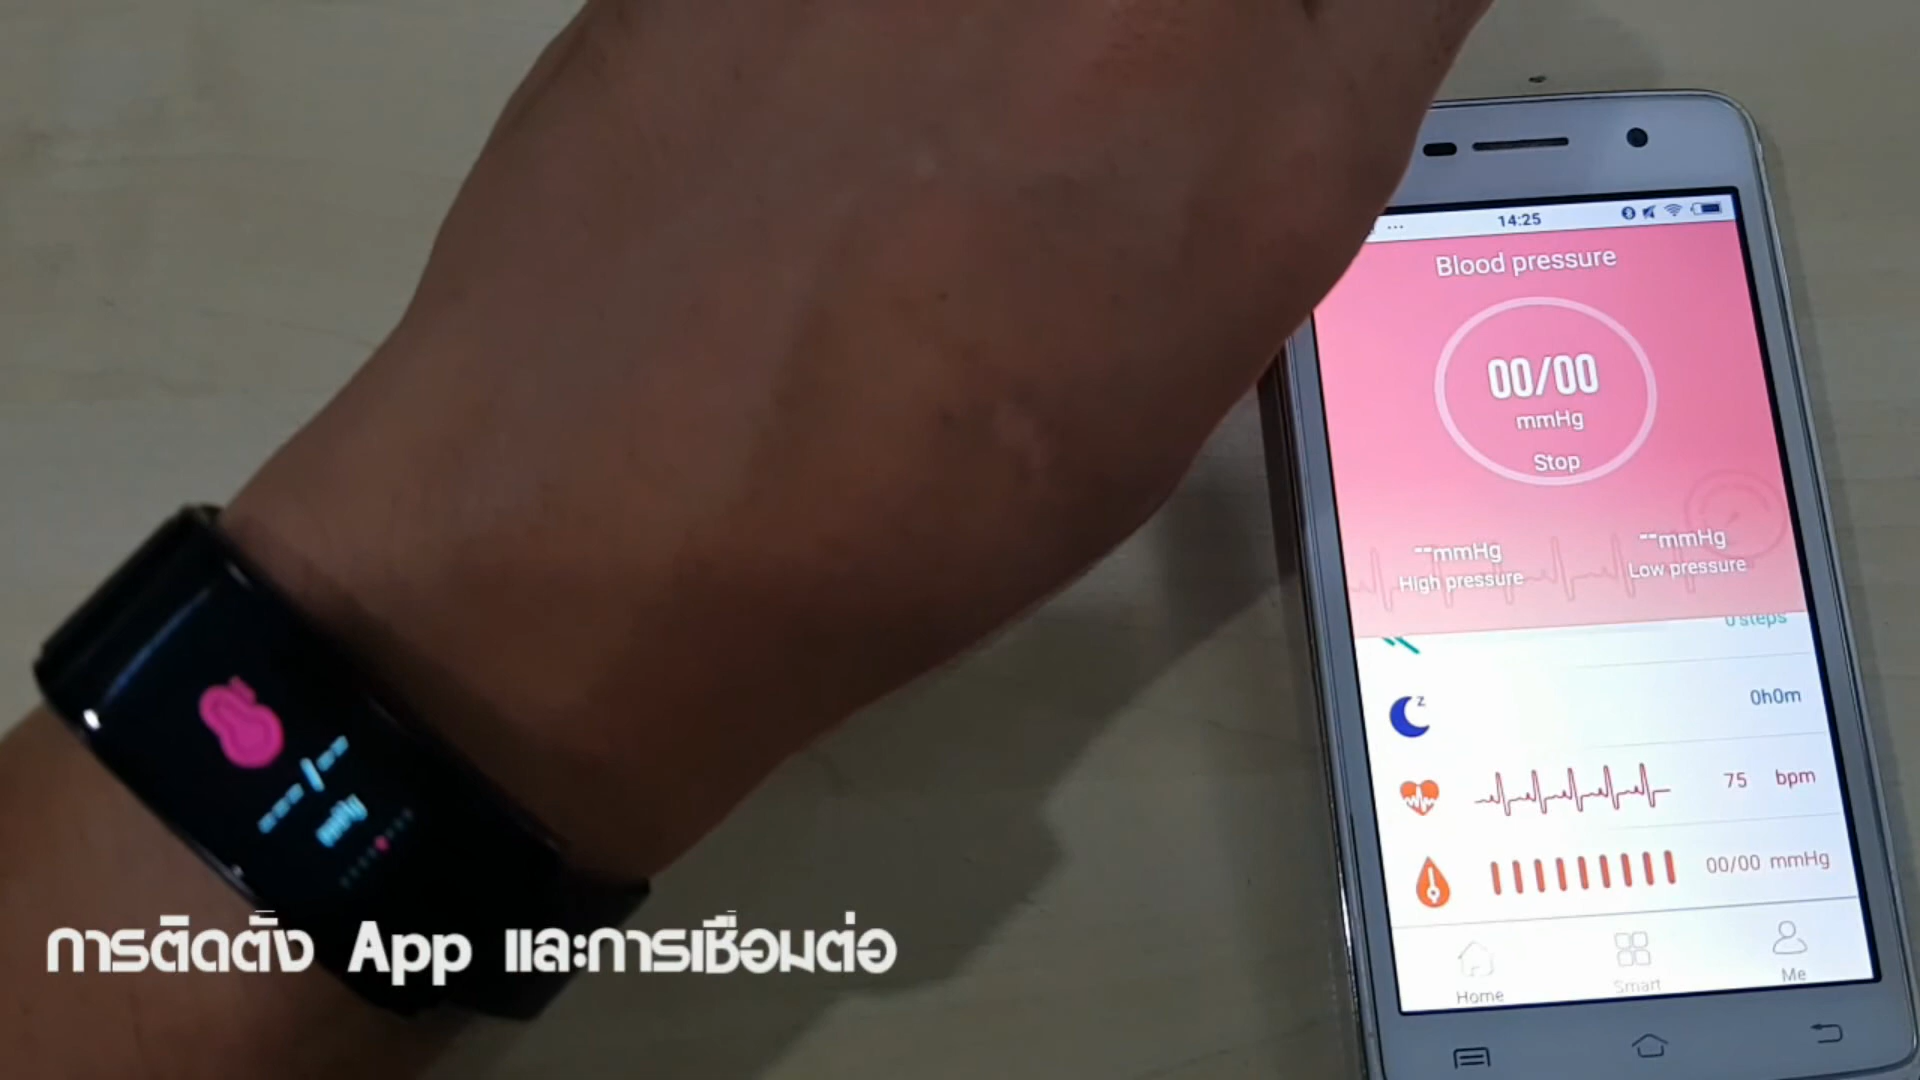 14:25
Blood pressure
00/00
mmHg
Stop
--mmHg
High pressure
--mmHg
Low pressure
0 steps
0h0m
75 bpm
00/00 mmHg
Home
Smart
Me
การติดตั้ง App และการเชื่อมต่อ